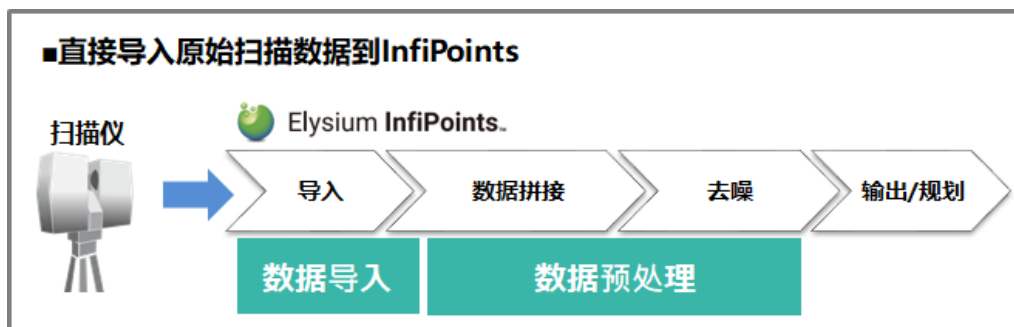 ■直接导入原始扫描数据到InfiPoints
扫描仪
Elysium InfiPoints™
导入
数据拼接
去噪
输出/规划
数据导入
数据预处理